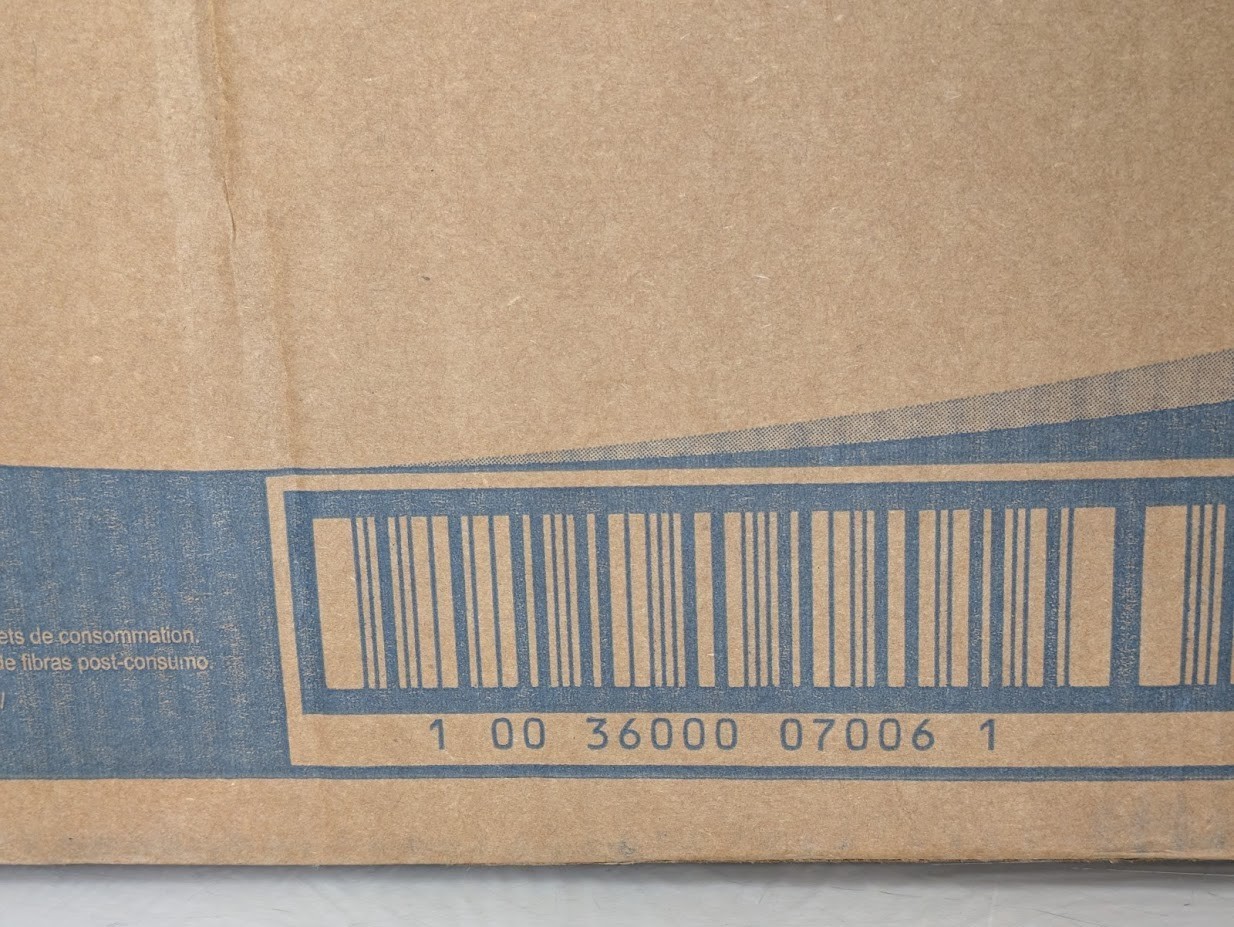 ets de consommation.
de fibras post-consumo.
1 00 36000 07006 1